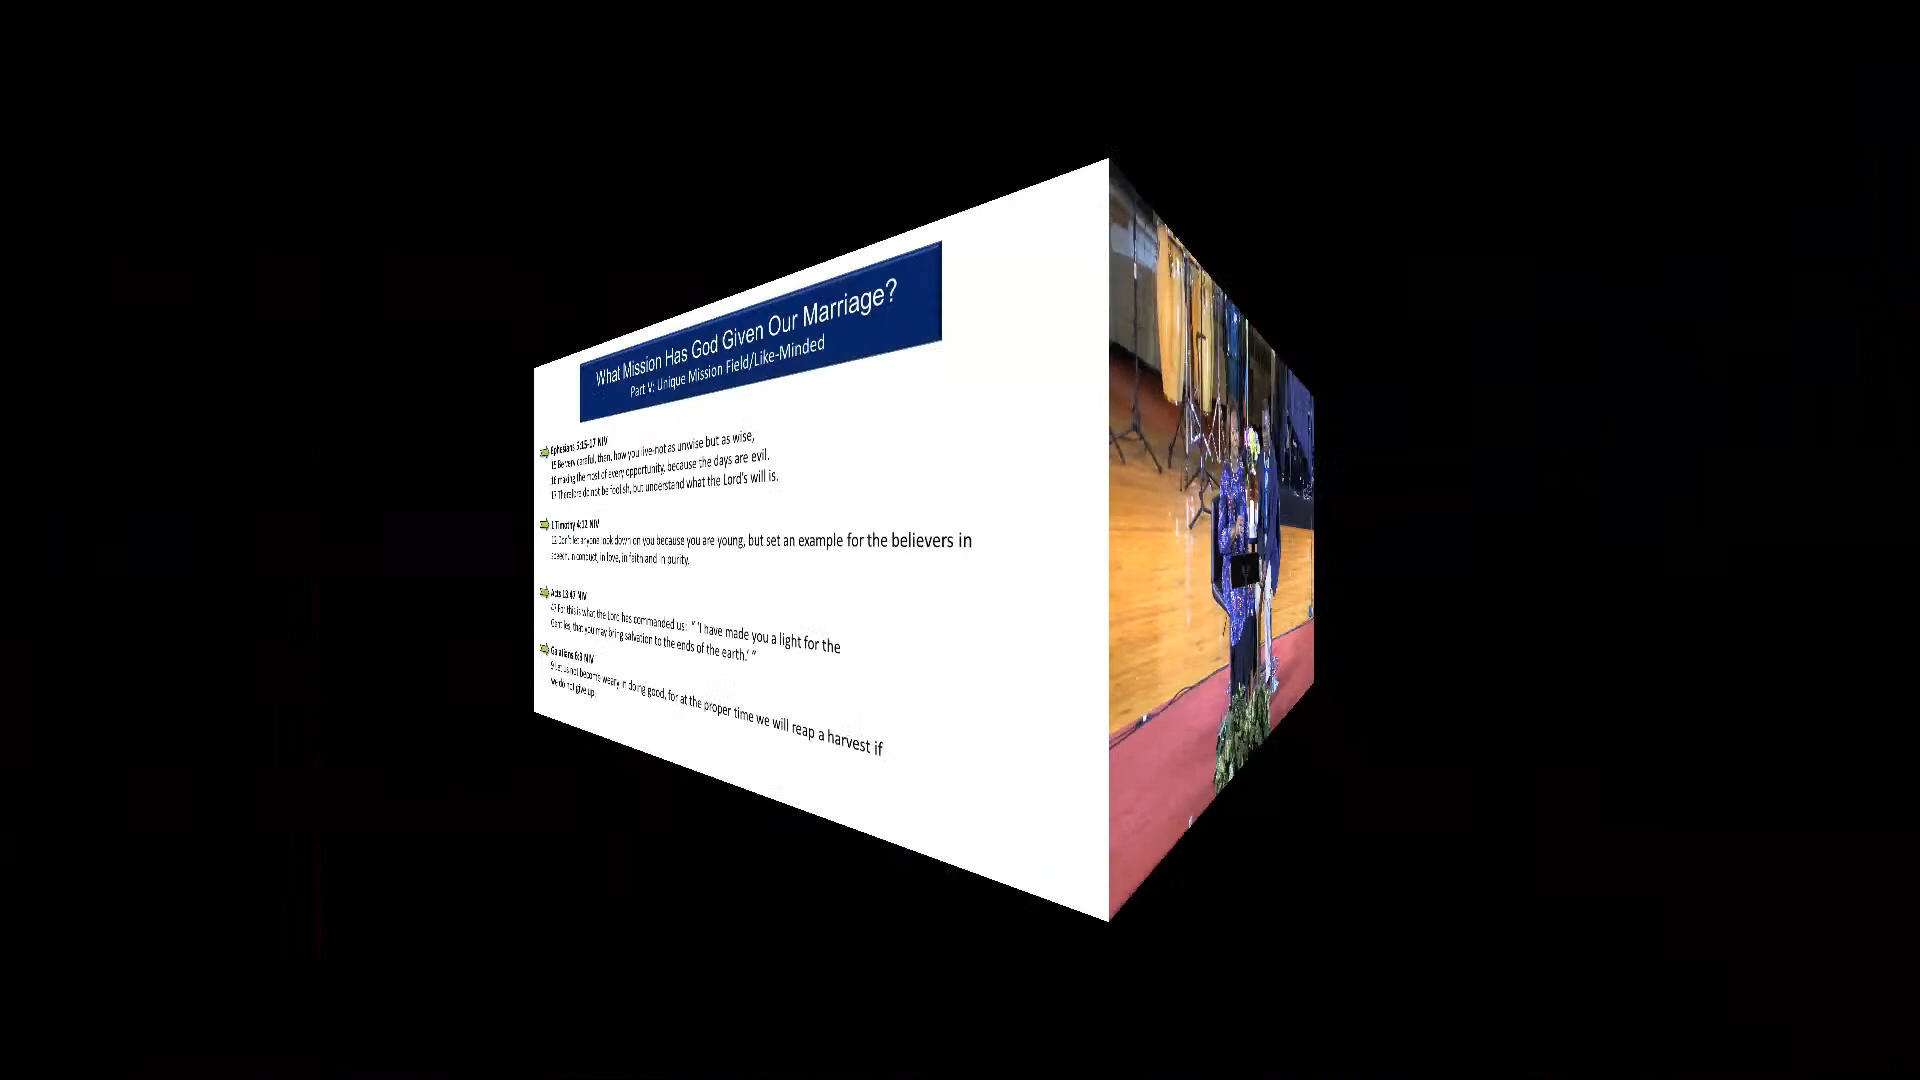 What Mission Has God Given Our Marriage?
Part V: Unique Mission Field/Like-Minded
Ephesians 5:15-17 NIV
15 Be very careful, then, how you live-not as unwise but as wise,
16 making the most of every opportunity, because the days are evil.
17 Therefore do not be foolish, but understand what the Lord's will is.
1 Timothy 4:12 NIV
12 Don't let anyone look down on you because you are young, but set an example for the believers in
speech, in conduct, in love, in faith and in purity.
Acts 13:47 NIV
47 For this is what the Lord has commanded us: " 'I have made you a light for the
Gentiles, that you may bring salvation to the ends of the earth.' "
Galatians 6:9 NIV
9 Let us not become weary in doing good, for at the proper time we will reap a harvest if
we do not give up.